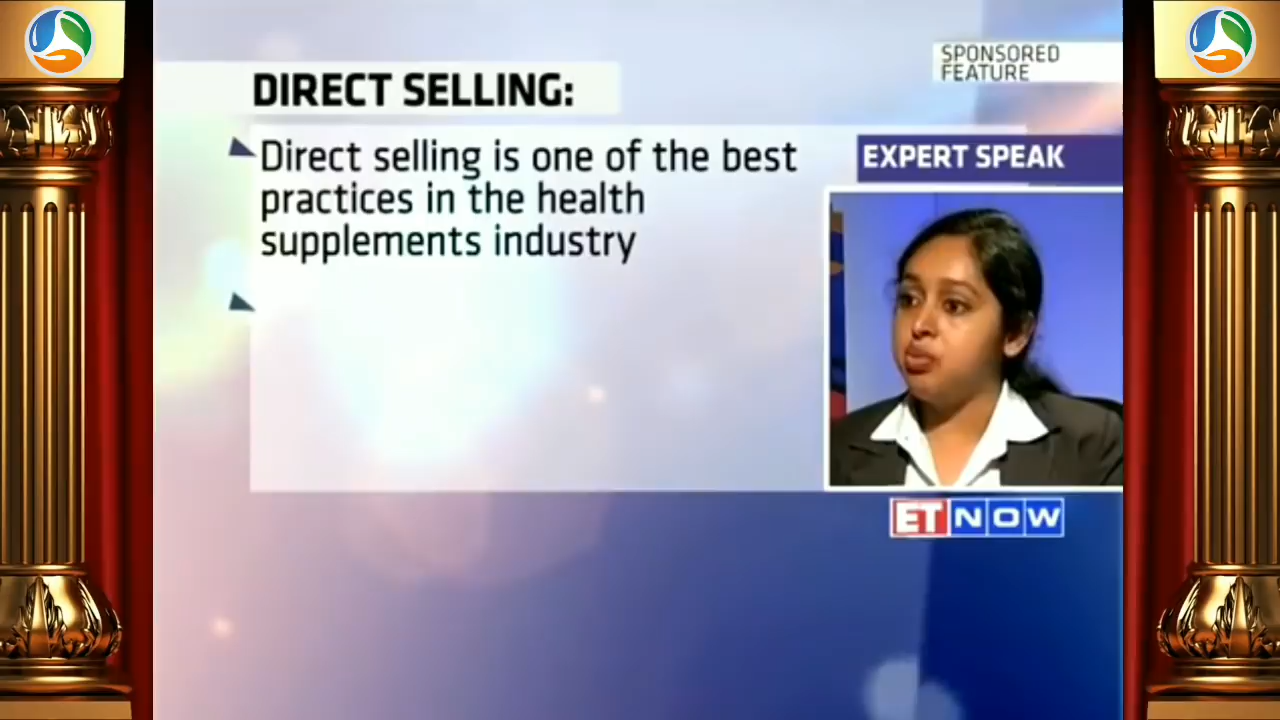 SPONSORED
FEATURE
DIRECT SELLING:
Direct selling is one of the best
practices in the health
supplements industry
EXPERT SPEAK
ET NOW